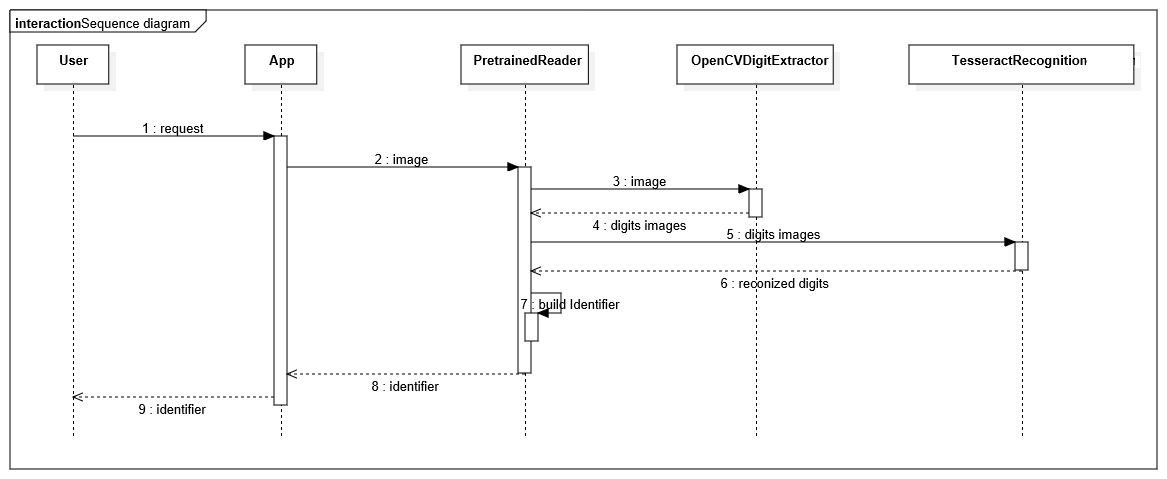 interactionSequence diagram
User
App
PretrainedReader
OpenCVDigitExtractor
TesseractRecognition
1 : request
2 : image
3 : image
4 : digits images
5 : digits images
6 : reconized digits
7 : build Identifier
8 : identifier
9 : identifier